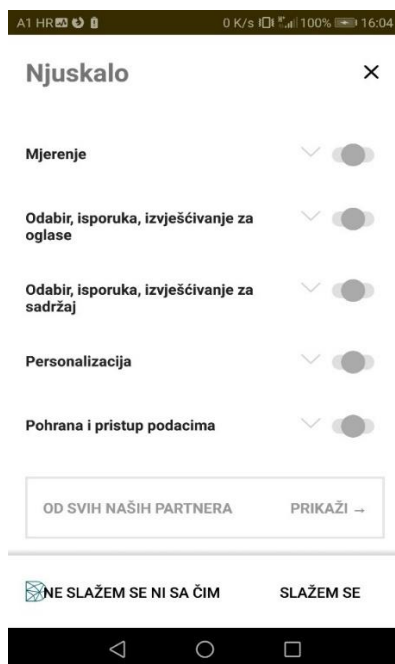 A1 HR 0 K/s 100% 16:04
Njuskalo
Mjerenje
Odabir, isporuka, izvješćivanje za
oglase
Odabir, isporuka, izvješćivanje za
sadržaj
Personalizacija
Pohrana i pristup podacima
OD SVIH NAŠIH PARTNERA PRIKAŽI →
NE SLAŽEM SE NI SA ČIM SLAŽEM SE